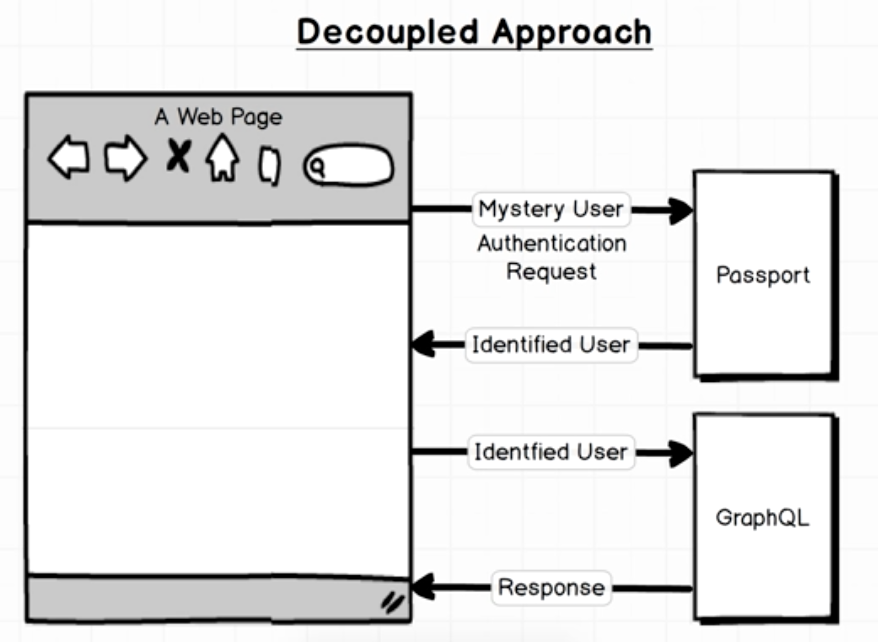 Decoupled Approach
A Web Page
Mystery User
Authentication
Request
Passport
Identified User
Identfied User
GraphQL
Response